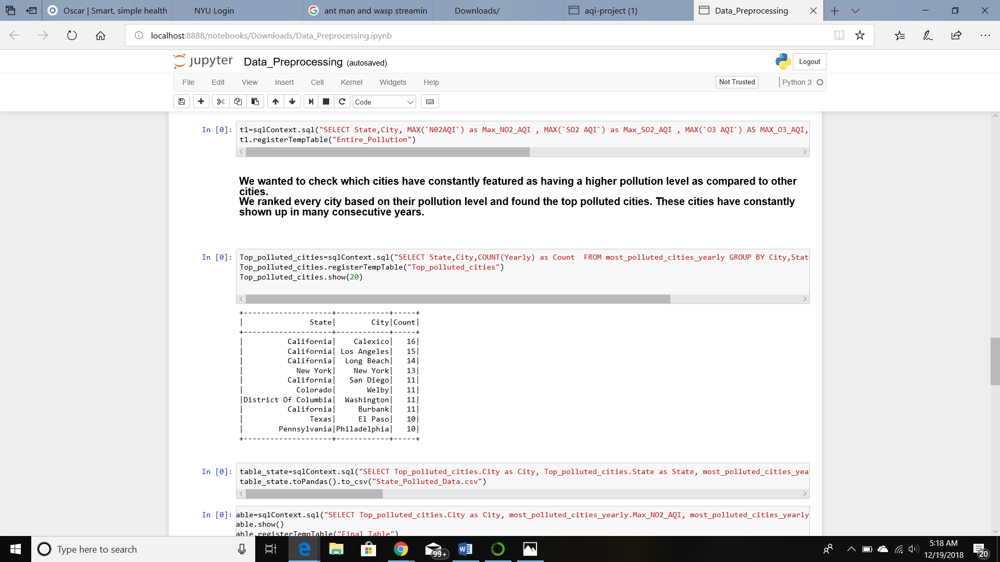 Oscar | Smart, simple health
NYU Login
ant man and wasp streamin
Downloads/
aqi-project (1)
Data_Preprocessing
localhost:8888/notebooks/Downloads/Data_Preprocessing.ipynb
jupyter Data_Preprocessing (autosaved)
Logout
File Edit View Insert Cell Kernel Widgets Help
Not Trusted
Python 3
Code
In [0]: t1=sqlContext.sql("SELECT State,City, MAX(`N02AQI`) as Max_NO2_AQI , MAX(`SO2 AQI`) as Max_SO2_AQI , MAX(`O3 AQI`) AS MAX_O3_AQI,
t1.registerTempTable("Entire_Pollution")
We wanted to check which cities have constantly featured as having a higher pollution level as compared to other
cities.
We ranked every city based on their pollution level and found the top polluted cities. These cities have constantly
shown up in many consecutive years.
In [0]: Top_polluted_cities=sqlContext.sql("SELECT State,City,COUNT(Yearly) as Count  FROM most_polluted_cities_yearly GROUP BY City,Stat
Top_polluted_cities.registerTempTable("Top_polluted_cities")
Top_polluted_cities.show(20)
+--------------------+------------+-----+
|               State|        City|Count|
+--------------------+------------+-----+
|          California|    Calexico|   16|
|          California| Los Angeles|   15|
|          California|  Long Beach|   14|
|            New York|    New York|   13|
|          California|   San Diego|   11|
|            Colorado|       Welby|   11|
|District Of Columbia|  Washington|   11|
|          California|     Burbank|   11|
|               Texas|     El Paso|   10|
|        Pennsylvania|Philadelphia|   10|
+--------------------+------------+-----+
In [0]: table_state=sqlContext.sql("SELECT Top_polluted_cities.City as City, Top_polluted_cities.State as State, most_polluted_cities_yea
table_state.toPandas().to_csv("State_Polluted_Data.csv")
In [0]: able=sqlContext.sql("SELECT Top_polluted_cities.City as City, most_polluted_cities_yearly.Max_NO2_AQI, most_polluted_cities_yearly
able.show()
able.registerTempTable("Final_Table")
Type here to search
99+
5:18 AM
12/19/2018
20